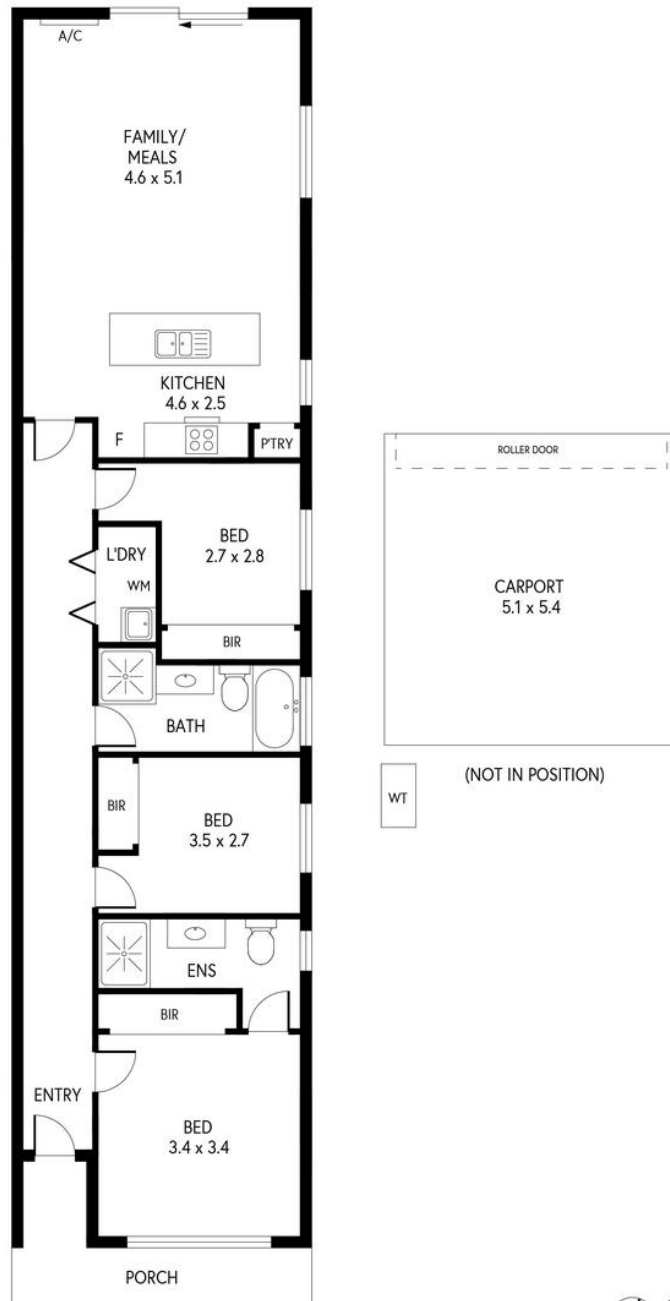 A/C
FAMILY/
MEALS
4.6 x 5.1
KITCHEN
4.6 x 2.5
F
P'TRY
BED
2.7 x 2.8
L'DRY
WM
BIR
BATH
BIR
BED
3.5 x 2.7
ENS
BIR
ENTRY
BED
3.4 x 3.4
PORCH
ROLLER DOOR
CARPORT
5.1 x 5.4
(NOT IN POSITION)
WT